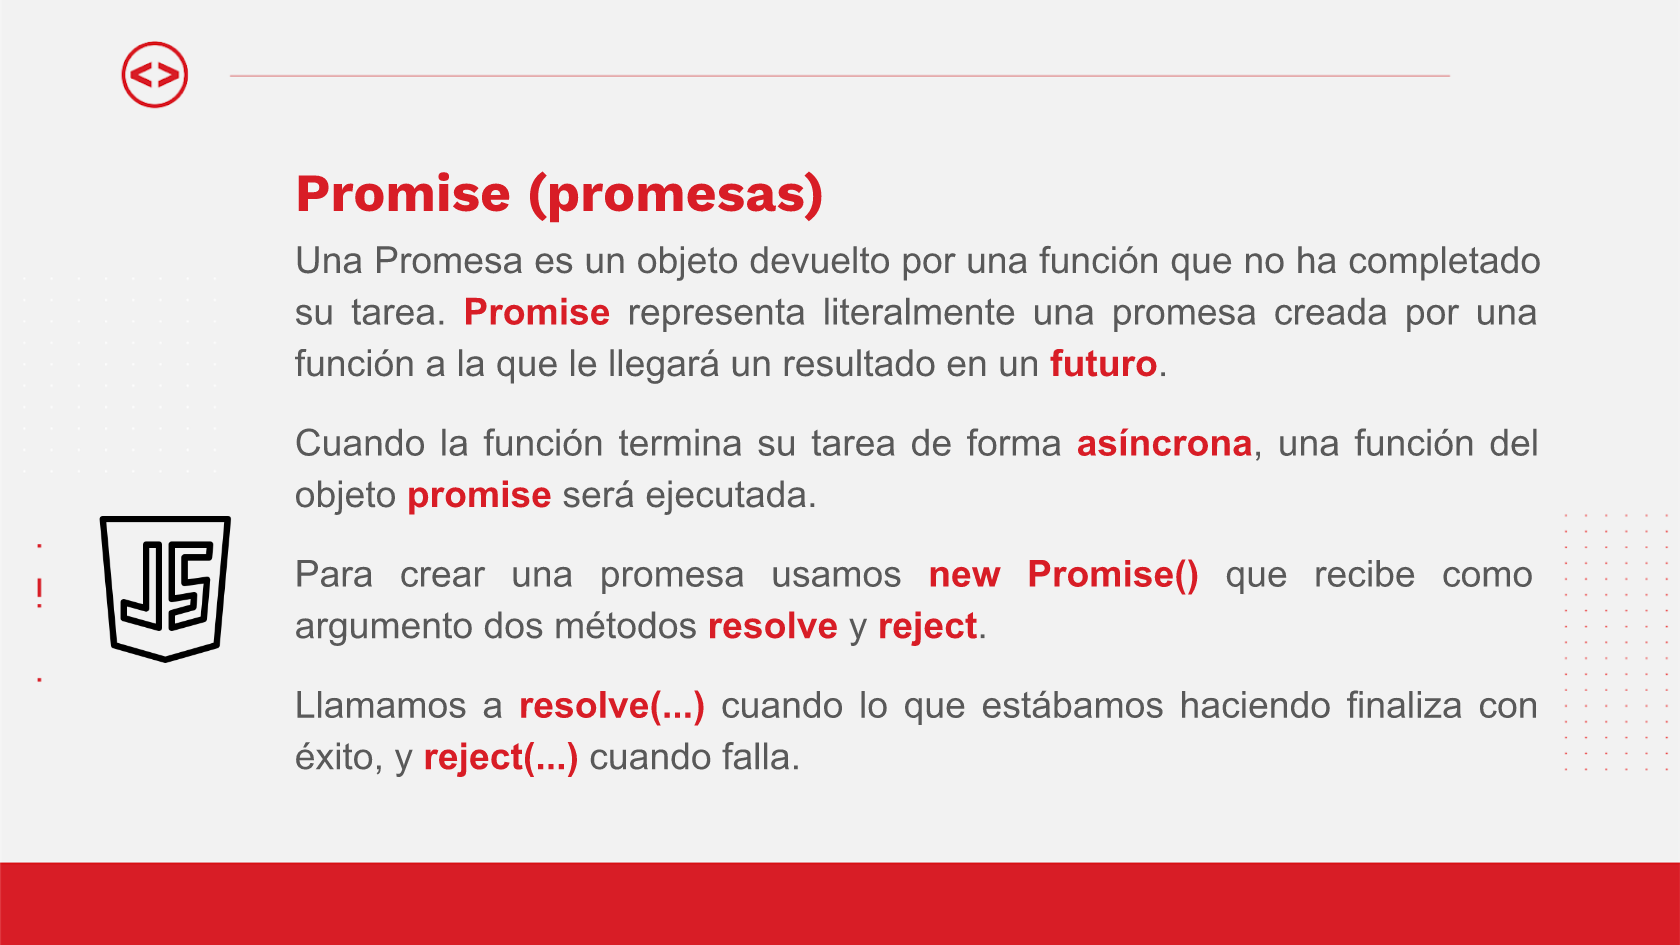 <>
Promise (promesas)
Una Promesa es un objeto devuelto por una función que no ha completado
su tarea. Promise representa literalmente una promesa creada por una
función a la que le llegará un resultado en un futuro.
Cuando la función termina su tarea de forma asíncrona, una función del
objeto promise será ejecutada.
Para crear una promesa usamos new Promise() que recibe como
argumento dos métodos resolve y reject.
Llamamos a resolve(...) cuando lo que estábamos haciendo finaliza con
éxito, y reject(...) cuando falla.
JS